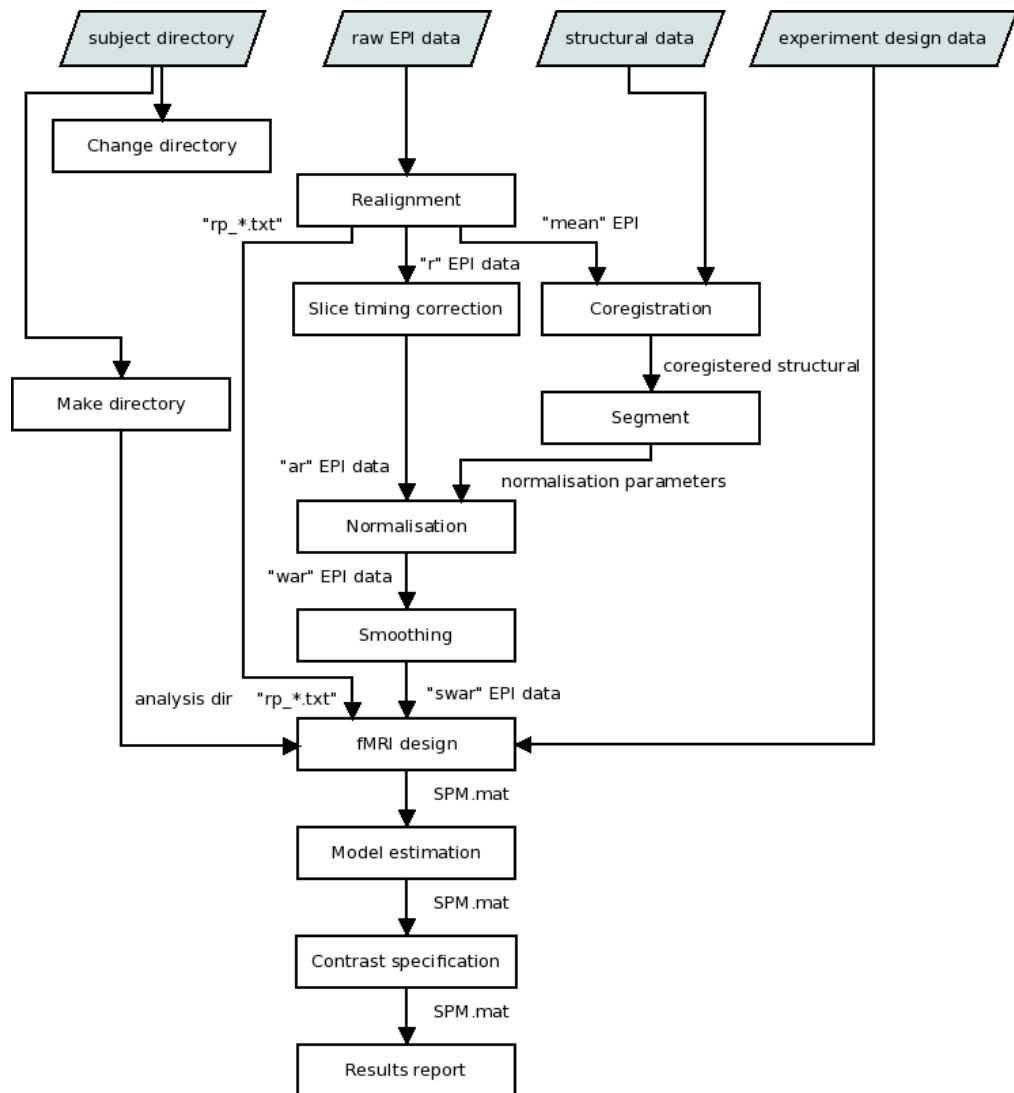 subject directory
raw EPI data
structural data
experiment design data
Change directory
Realignment
"rp_*.txt"
"mean" EPI
"r" EPI data
Slice timing correction
Coregistration
coregistered structural
Make directory
Segment
"ar" EPI data
normalisation parameters
Normalisation
"war" EPI data
Smoothing
analysis dir
"rp_*.txt"
"swar" EPI data
fMRI design
SPM.mat
Model estimation
SPM.mat
Contrast specification
SPM.mat
Results report